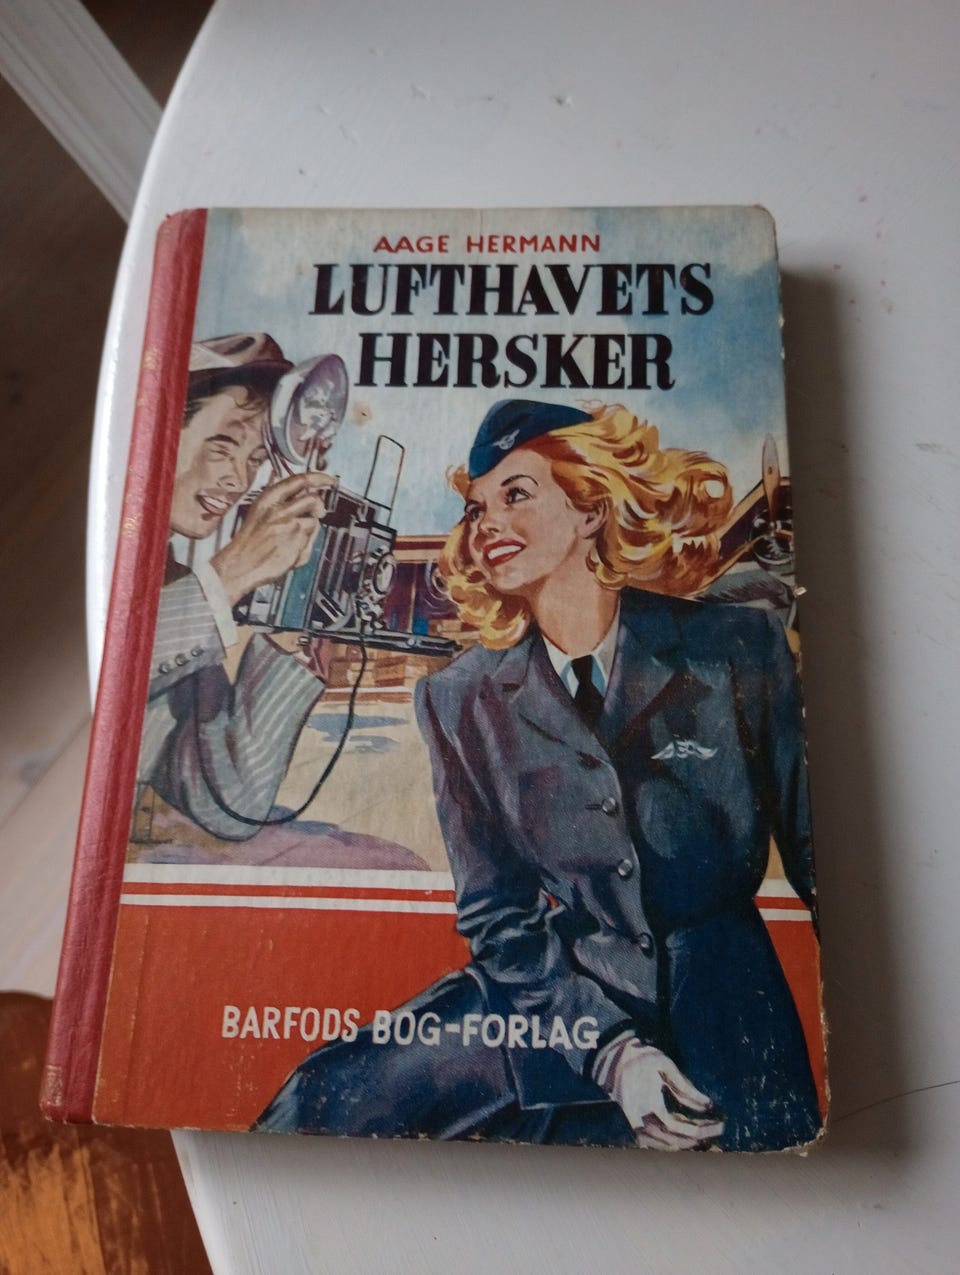 AAGE HERMANN
LUFTHAVETS
HERSKER
BARFODS BOG-FORLAG